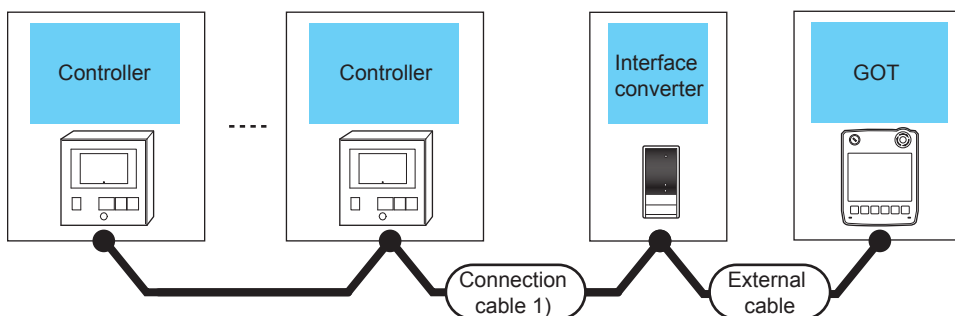 Controller
Controller
Interface
converter
GOT
Connection
cable 1)
External
cable